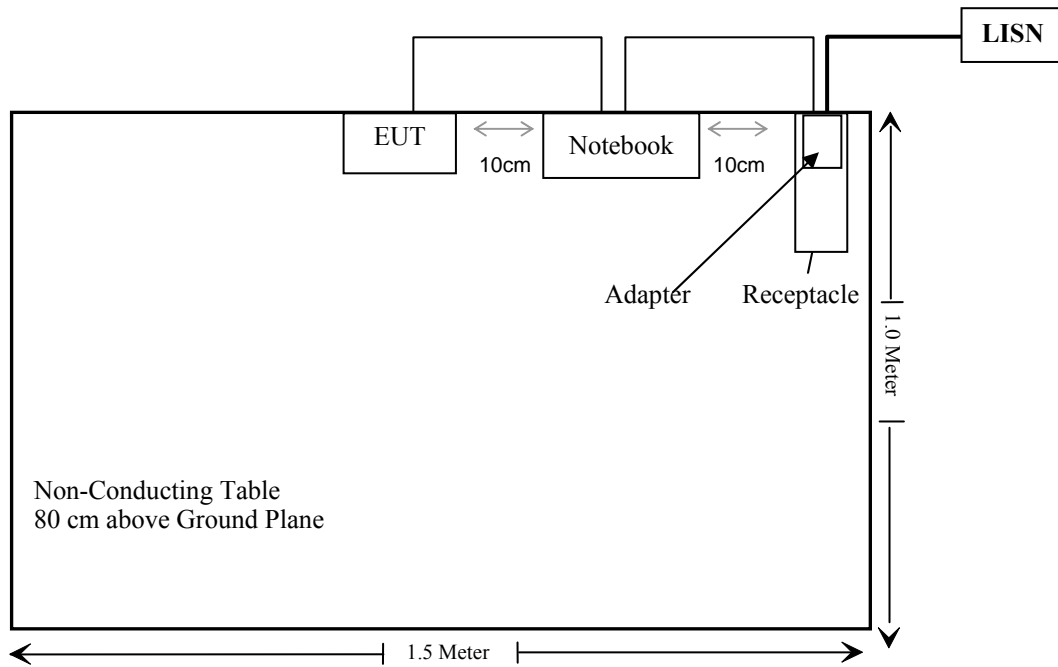 LISN
EUT
Notebook
10cm
10cm
Adapter
Receptacle
1.0 Meter
Non-Conducting Table
80 cm above Ground Plane
1.5 Meter